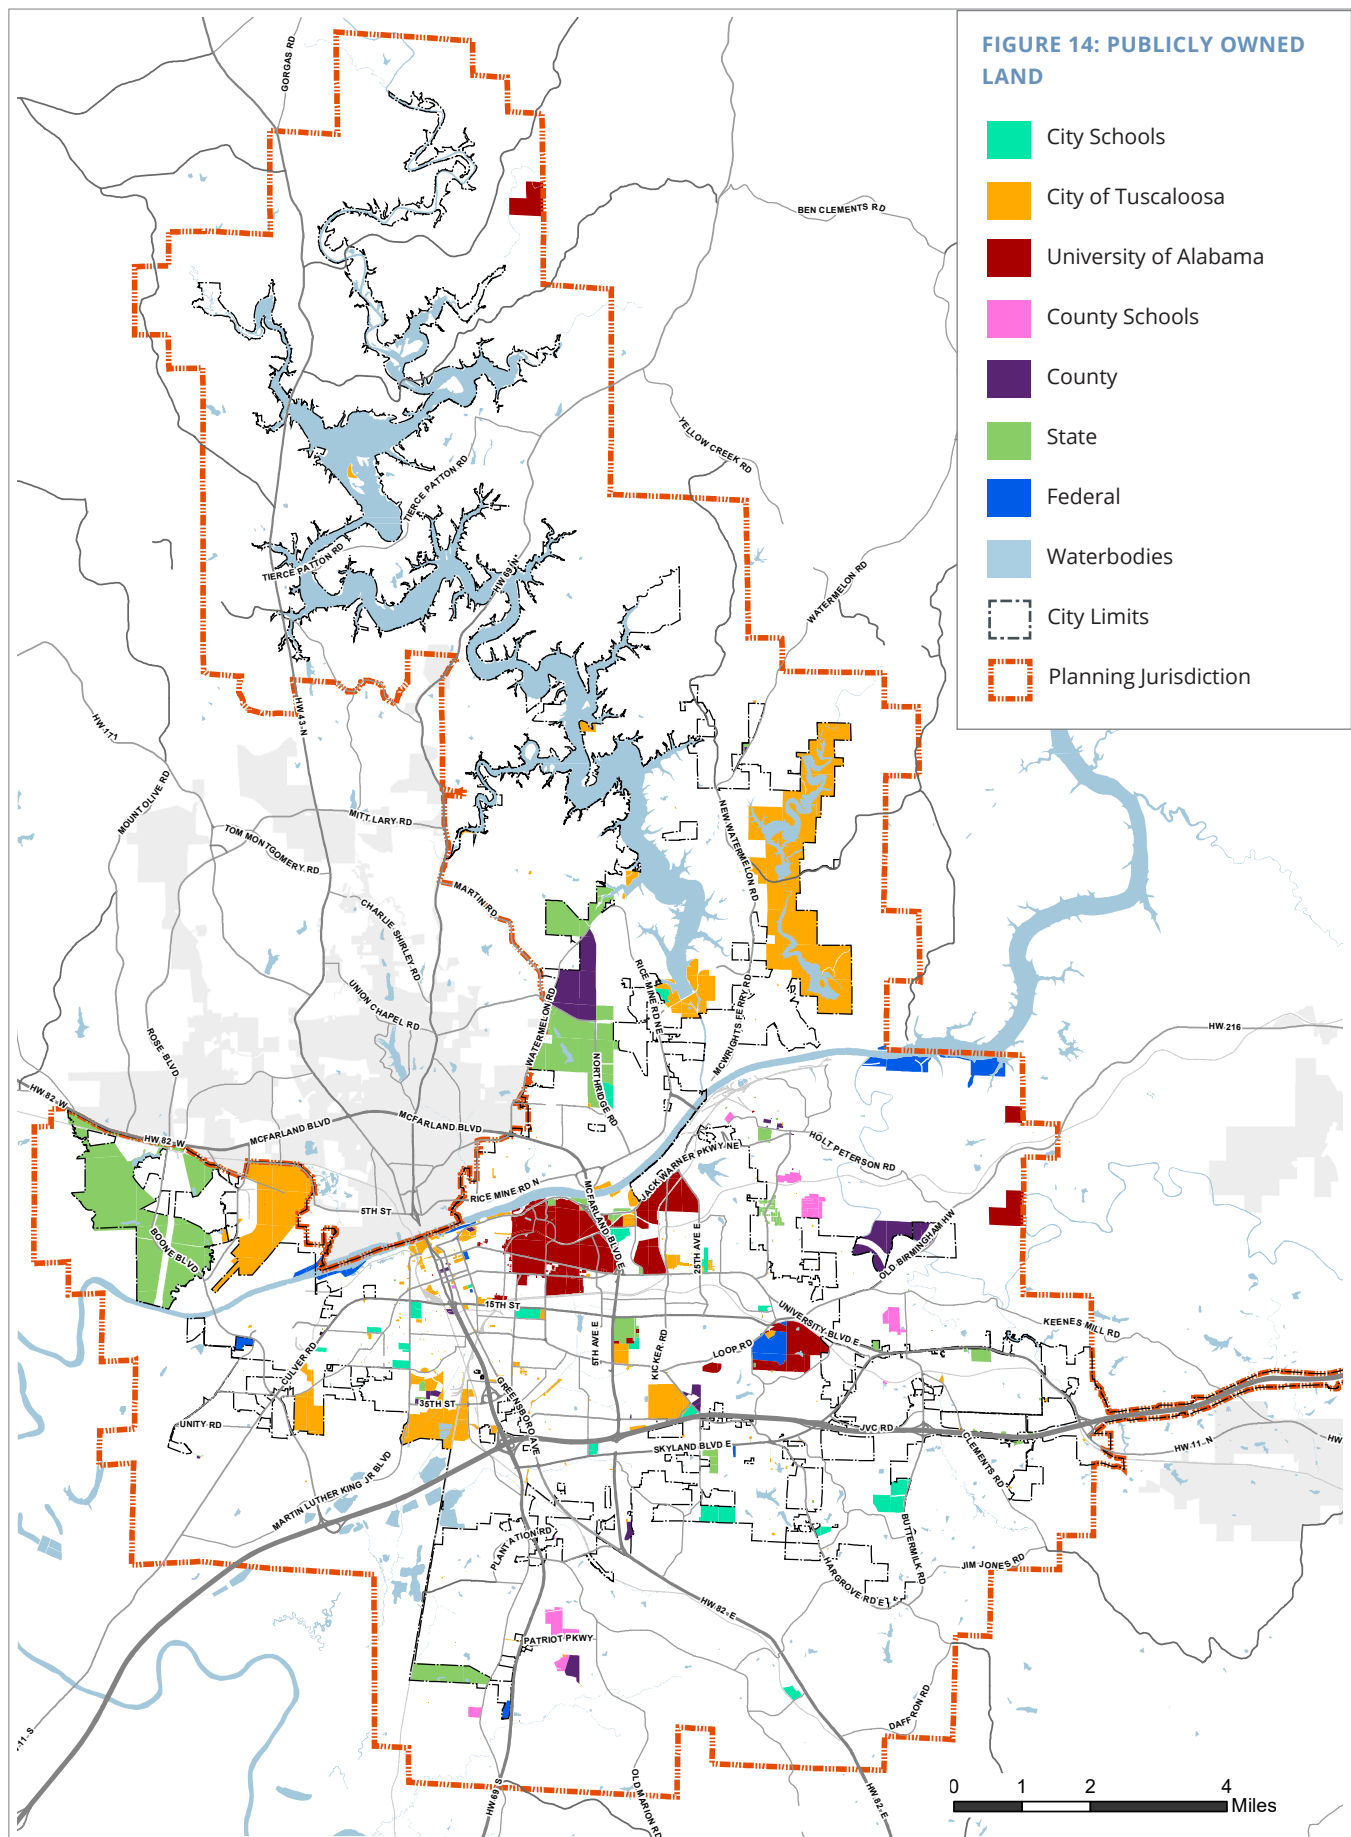 FIGURE 14: PUBLICLY OWNED
LAND
City Schools
City of Tuscaloosa
University of Alabama
County Schools
County
State
Federal
Waterbodies
City Limits
Planning Jurisdiction
GORGAS RD
BEN CLEMENTS RD
YELLOW CREEK RD
TIERCE PATTON RD
TIERCE PATTON RD
HW 69 N
WATERMELON RD
HW 43 N
HW 171
MOUNT OLIVE RD
MITT LARY RD
TOM MONTGOMERY RD
NEW WATERMELON RD
MARTIN RD
CHARLIE SHIRLEY RD
UNION CHAPEL RD
RICE MINE RD NE
WATERMELON RD
MCWRIGHTS FERRY RD
HW 216
ROSE BLVD
NORTHRIDGE RD
HW 82 W
HW 82 W
MCFARLAND BLVD
MCFARLAND BLVD
HOLT PETERSON RD
JACK WARNER PKWY NE
RICE MINE RD N
5TH ST
MCFARLAND BLVD E
25TH AVE E
BOONE BLVD
OLD BIRMINGHAM HW
15TH ST
UNIVERSITY BLVD E
KEENES MILL RD
5TH AVE E
KICKER RD
LOOP RD
CULVER RD
GREENSBORO AVE
35TH ST
UNITY RD
JVC RD
SKYLAND BLVD E
CLEMENTS RD
HW 11 N
HW
MARTIN LUTHER KING JR BLVD
BUTTERMILK RD
PLANTATION RD
JIM JONES RD
HARGROVE RD E
HW 82 E
PATRIOT PKWY
DAFFRON RD
11 S
HW 69 S
OLD MARION RD
HW 82 E
0 1 2 4
Miles